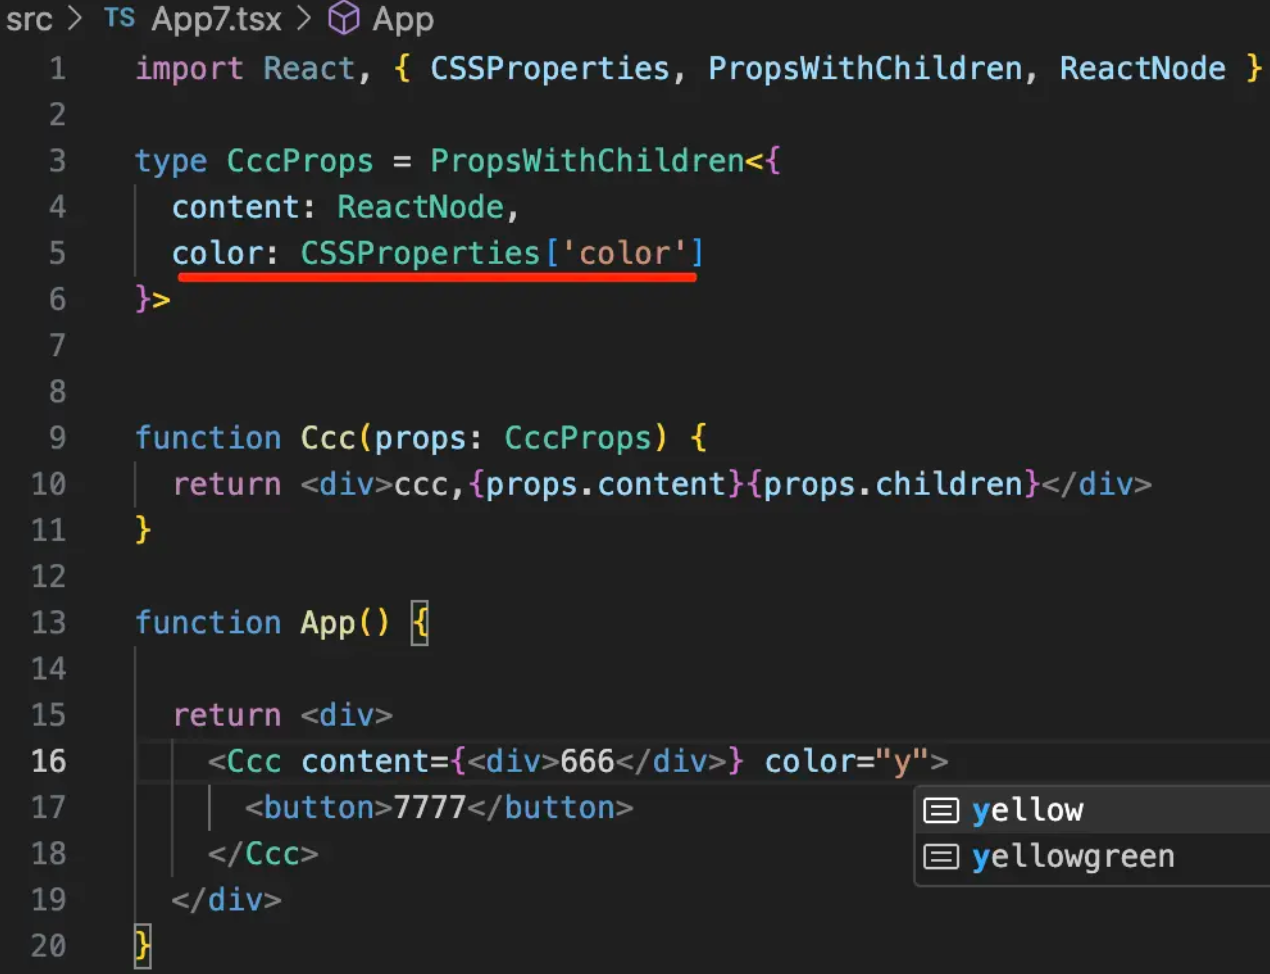 src > TS App7.tsx > App
1 import React, { CSSProperties, PropsWithChildren, ReactNode }
2
3 type CccProps = PropsWithChildren<{
4   content: ReactNode,
5   color: CSSProperties['color']
6 }>
7
8
9 function Ccc(props: CccProps) {
10   return <div>ccc,{props.content}{props.children}</div>
11 }
12
13 function App() {
14
15   return <div>
16     <Ccc content={<div>666</div>} color="y">
17       <button>7777</button>
yellow
18     </Ccc>
yellowgreen
19   </div>
20 }